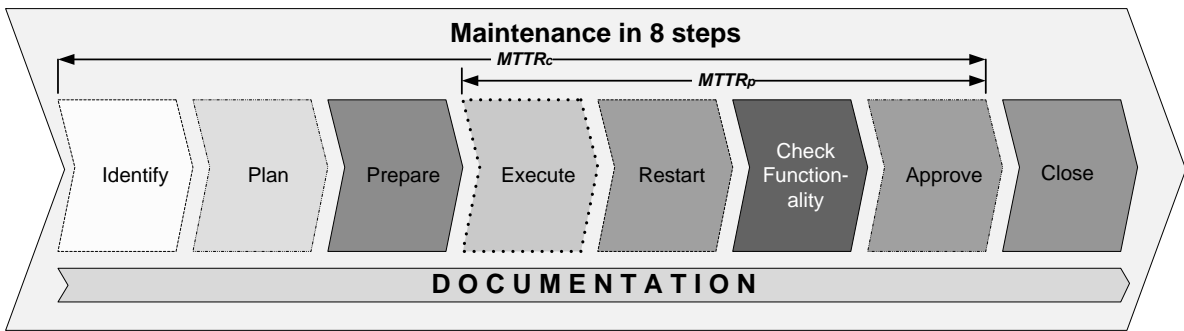 Maintenance in 8 steps
MTTRc
MTTRp
Identify
Plan
Prepare
Execute
Restart
Check
Function-
ality
Approve
Close
DOCUMENTATION